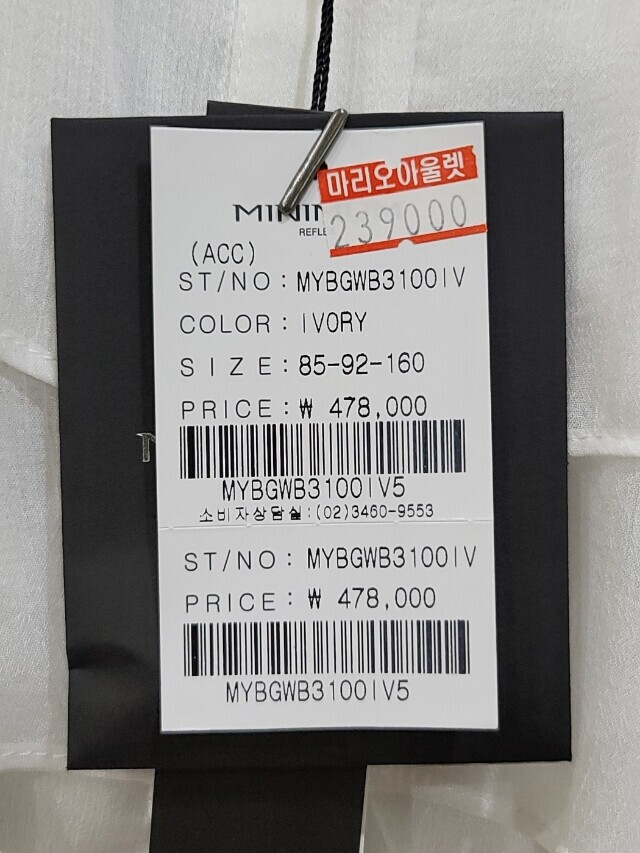 마리오아울렛
239000
MINIM
REFLE
(ACC)
ST/NO : MYBGWB3100IV
COLOR : IVORY
SIZE : 85-92-160
PRICE : ₩ 478,000
MYBGWB3100IV5
소비자상담실:(02)3460-9553
ST/NO : MYBGWB3100IV
PRICE : ₩ 478,000
MYBGWB3100IV5